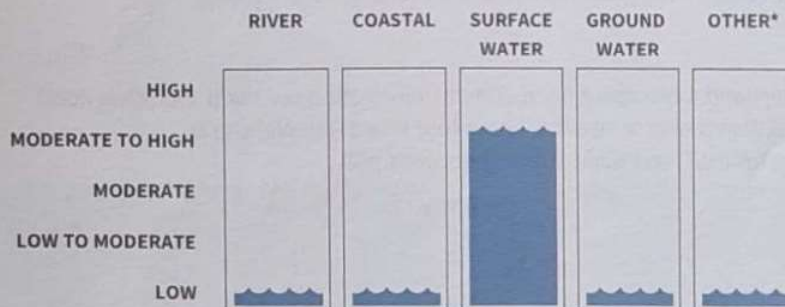 RIVER COASTAL SURFACE WATER GROUND WATER OTHER*
HIGH
MODERATE TO HIGH
MODERATE
LOW TO MODERATE
LOW